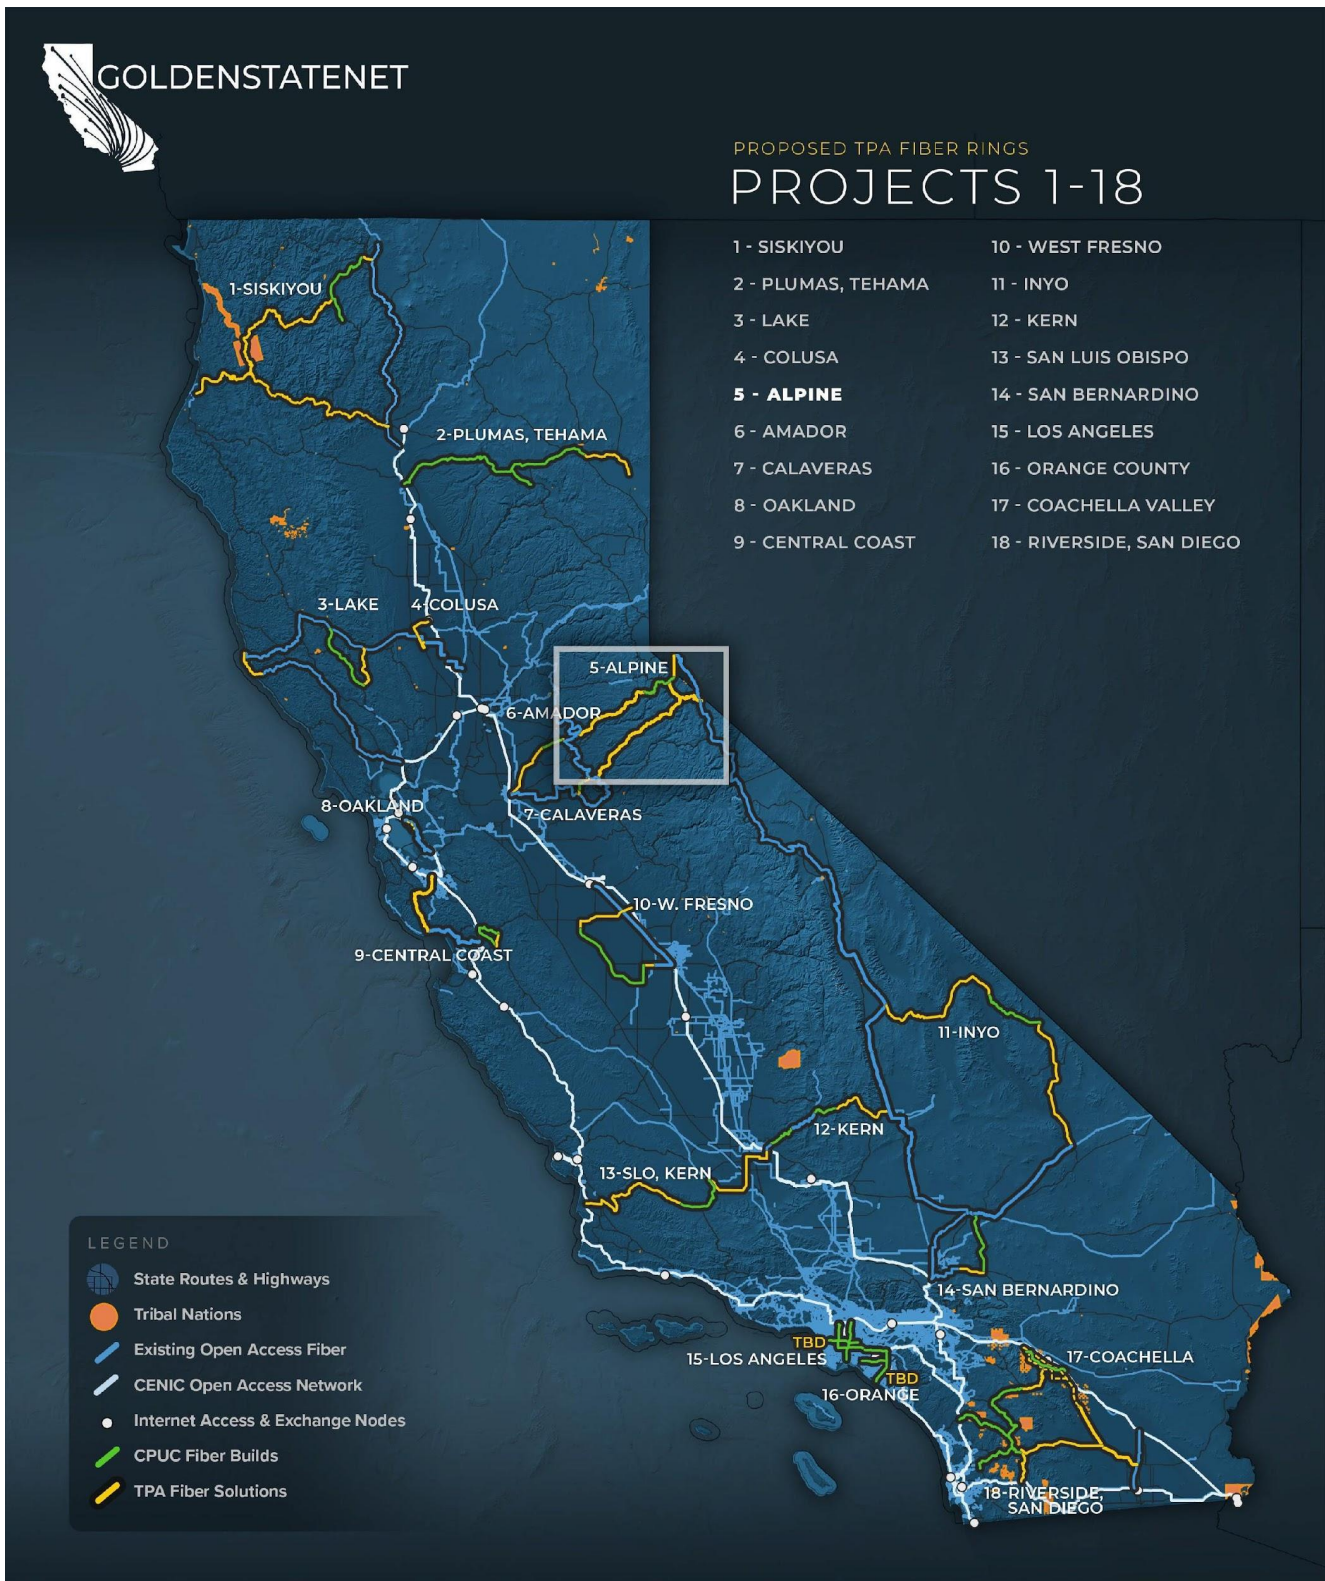 GOLDENSTATENET
PROPOSED TPA FIBER RINGS
PROJECTS 1-18
1 - SISKIYOU
2 - PLUMAS, TEHAMA
3 - LAKE
4 - COLUSA
5 - ALPINE
6 - AMADOR
7 - CALAVERAS
8 - OAKLAND
9 - CENTRAL COAST
10 - WEST FRESNO
11 - INYO
12 - KERN
13 - SAN LUIS OBISPO
14 - SAN BERNARDINO
15 - LOS ANGELES
16 - ORANGE COUNTY
17 - COACHELLA VALLEY
18 - RIVERSIDE, SAN DIEGO
1-SISKIYOU
2-PLUMAS, TEHAMA
3-LAKE
4-COLUSA
5-ALPINE
6-AMADOR
8-OAKLAND
7-CALAVERAS
10-W. FRESNO
9-CENTRAL COAST
11-INYO
12-KERN
13-SLO, KERN
14-SAN BERNARDINO
TBD
15-LOS ANGELES
17-COACHELLA
TBD
16-ORANGE
18-RIVERSIDE,
SAN DIEGO
LEGEND
State Routes & Highways
Tribal Nations
Existing Open Access Fiber
CENIC Open Access Network
Internet Access & Exchange Nodes
CPUC Fiber Builds
TPA Fiber Solutions